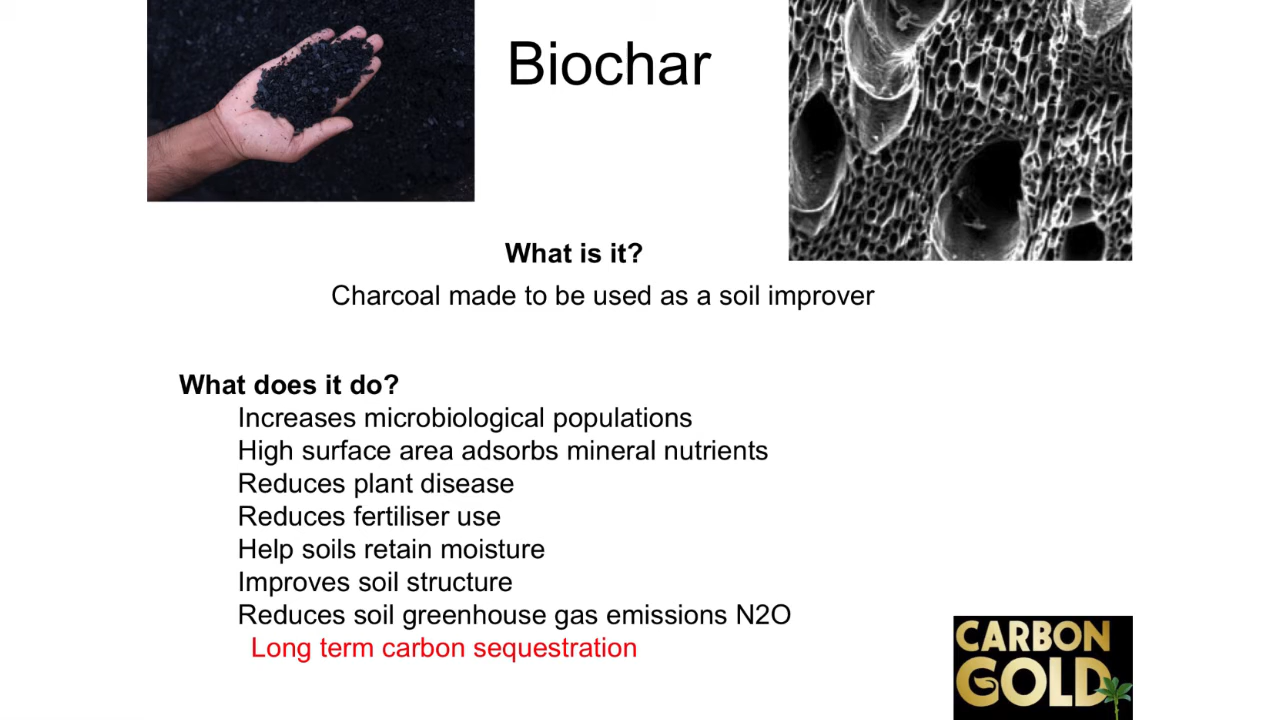 Biochar
What is it?
Charcoal made to be used as a soil improver
What does it do?
Increases microbiological populations
High surface area adsorbs mineral nutrients
Reduces plant disease
Reduces fertiliser use
Help soils retain moisture
Improves soil structure
Reduces soil greenhouse gas emissions N2O
Long term carbon sequestration
CARBON
GOLD